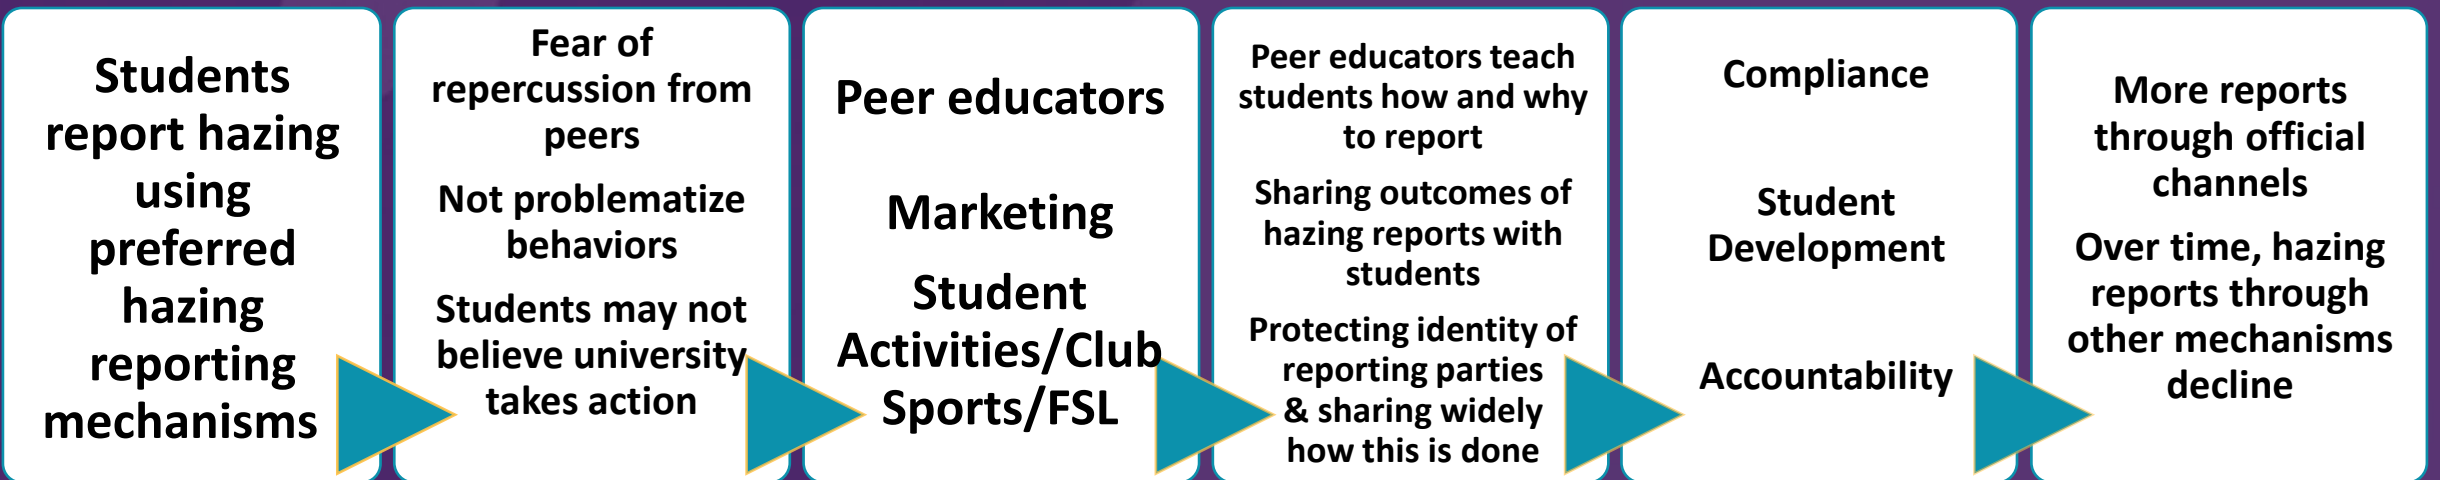 Students
report hazing
using
preferred
hazing
reporting
mechanisms
Fear of
repercussion from
peers
Not problematize
behaviors
Students may not
believe university
takes action
Peer educators
Marketing
Student
Activities/Club
Sports/FSL
Peer educators teach
students how and why
to report
Sharing outcomes of
hazing reports with
students
Protecting identity of
reporting parties
& sharing widely
how this is done
Compliance
Student
Development
Accountability
More reports
through official
channels
Over time, hazing
reports through
other mechanisms
decline